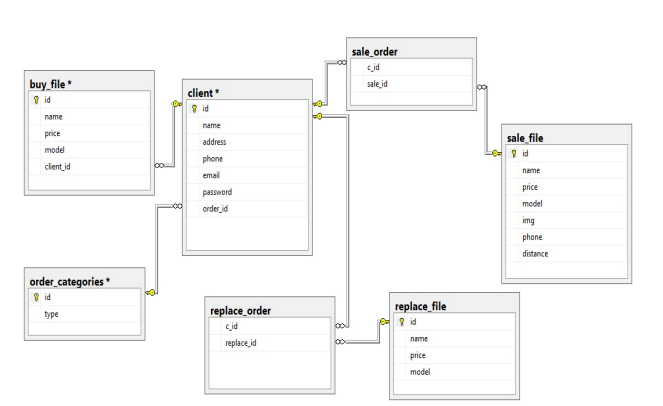 sale_order
c_id
sale_id
buy_file *
id
name
price
model
client_id
client *
id
name
address
phone
email
password
order_id
sale_file
id
name
price
model
img
phone
distance
order_categories *
id
type
replace_order
c_id
replace_id
replace_file
id
name
price
model